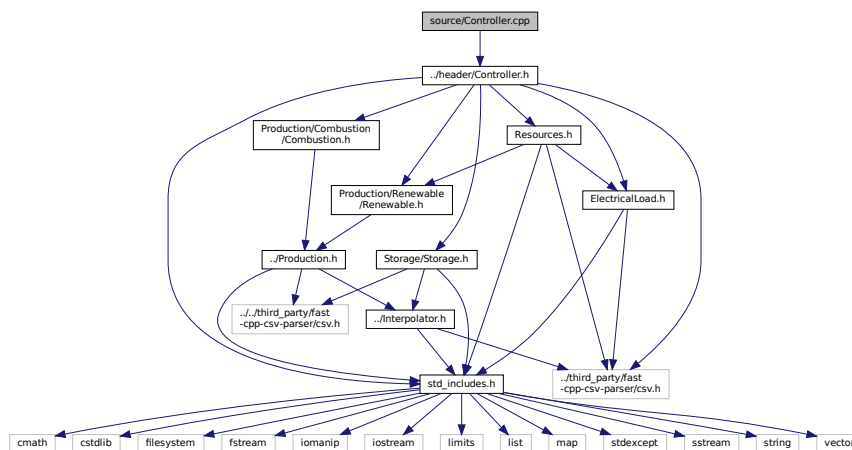 source/Controller.cpp
../header/Controller.h
Production/Combustion
/Combustion.h
Resources.h
Production/Renewable
/Renewable.h
ElectricalLoad.h
../Production.h
Storage/Storage.h
../../third_party/fast
-cpp-csv-parser/csv.h
../Interpolator.h
../third_party/fast
-cpp-csv-parser/csv.h
std_includes.h
cmath
cstdlib
filesystem
fstream
iomanip
iostream
limits
list
map
stdexcept
sstream
string
vector